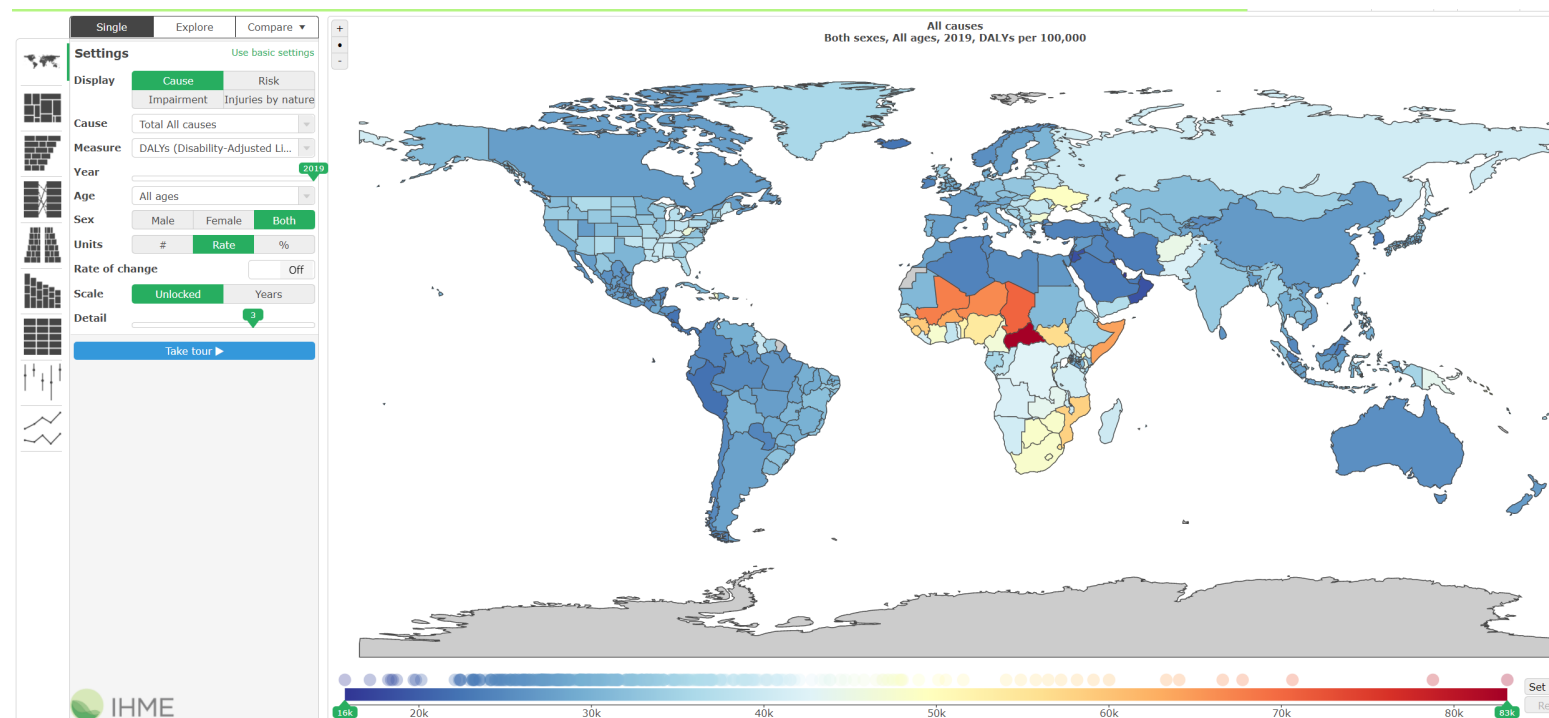 Single Explore Compare ▼
Settings Use basic settings
Display Cause Risk
Impairment Injuries by nature
Cause Total All causes
Measure DALYs (Disability-Adjusted Li...
Year 2019
Age All ages
Sex Male Female Both
Units # Rate %
Rate of change Off
Scale Unlocked Years
Detail 3
Take tour ▶
IHME
+
-
All causes
Both sexes, All ages, 2019, DALYs per 100,000
Set
Re
16k 20k 30k 40k 50k 60k 70k 80k 83k